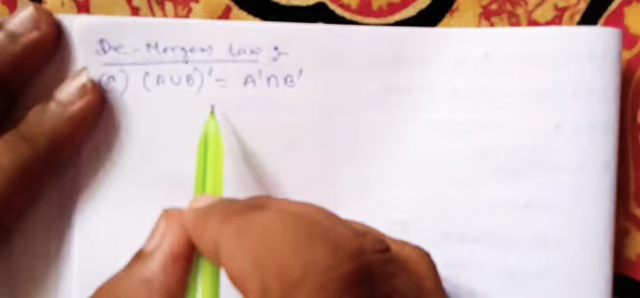 De-Morgans Law :-
(i) (A∪B)' = A'∩B'